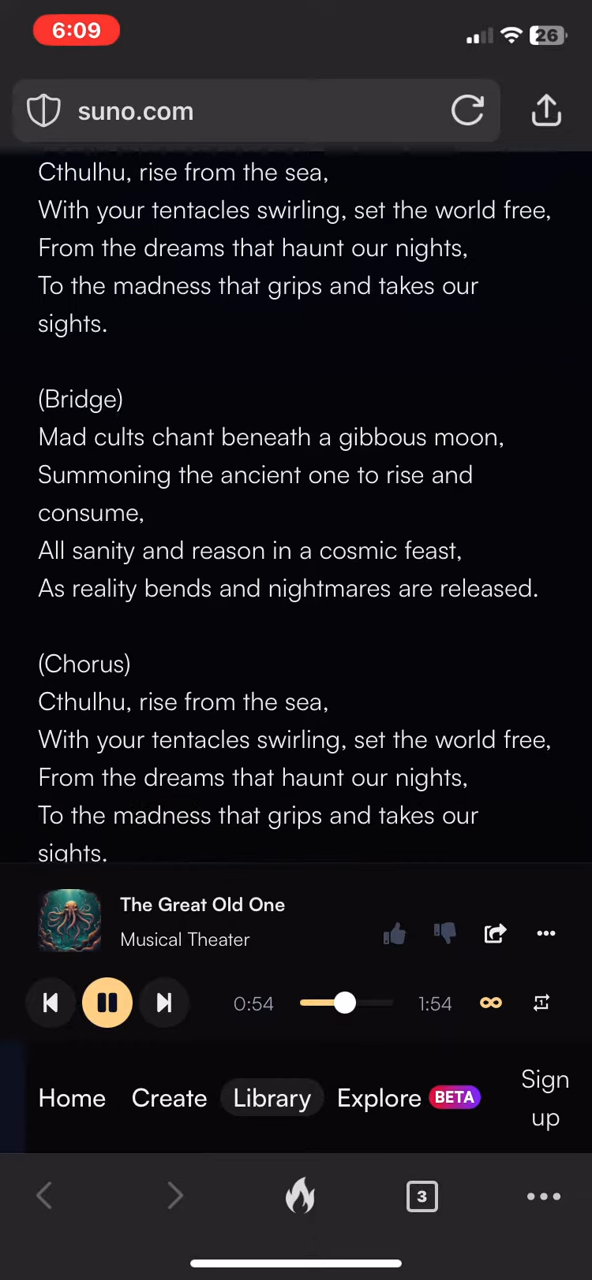 6:09
26
suno.com
Cthulhu, rise from the sea,
With your tentacles swirling, set the world free,
From the dreams that haunt our nights,
To the madness that grips and takes our
sights.
(Bridge)
Mad cults chant beneath a gibbous moon,
Summoning the ancient one to rise and
consume,
All sanity and reason in a cosmic feast,
As reality bends and nightmares are released.
(Chorus)
Cthulhu, rise from the sea,
With your tentacles swirling, set the world free,
From the dreams that haunt our nights,
To the madness that grips and takes our
sights.
The Great Old One
Musical Theater
0:54
1:54
1
Home
Create
Library
Explore BETA
Sign
up
3